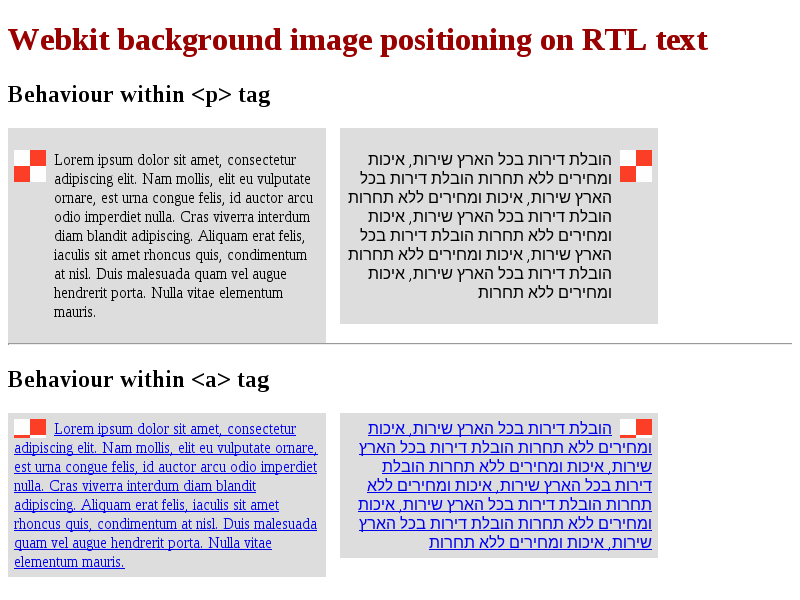 Webkit background image positioning on RTL text
Behaviour within <p> tag
Lorem ipsum dolor sit amet, consectetur
adipiscing elit. Nam mollis, elit eu vulputate
ornare, est urna congue felis, id auctor arcu
odio imperdiet nulla. Cras viverra interdum
diam blandit adipiscing. Aliquam erat felis,
iaculis sit amet rhoncus quis, condimentum
at nisl. Duis malesuada quam vel augue
hendrerit porta. Nulla vitae elementum
mauris.
הובלת דירות בכל הארץ שירות, איכות
ומחירים ללא תחרות הובלת דירות בכל
הארץ שירות, איכות ומחירים ללא תחרות
הובלת דירות בכל הארץ שירות, איכות
ומחירים ללא תחרות הובלת דירות בכל
הארץ שירות, איכות ומחירים ללא תחרות
הובלת דירות בכל הארץ שירות, איכות
ומחירים ללא תחרות
Behaviour within <a> tag
Lorem ipsum dolor sit amet, consectetur
adipiscing elit. Nam mollis, elit eu vulputate ornare,
est urna congue felis, id auctor arcu odio imperdiet
nulla. Cras viverra interdum diam blandit
adipiscing. Aliquam erat felis, iaculis sit amet
rhoncus quis, condimentum at nisl. Duis malesuada
quam vel augue hendrerit porta. Nulla vitae
elementum mauris.
הובלת דירות בכל הארץ שירות, איכות
ומחירים ללא תחרות הובלת דירות בכל הארץ
שירות, איכות ומחירים ללא תחרות הובלת
דירות בכל הארץ שירות, איכות ומחירים ללא
תחרות הובלת דירות בכל הארץ שירות, איכות
ומחירים ללא תחרות הובלת דירות בכל הארץ
שירות, איכות ומחירים ללא תחרות